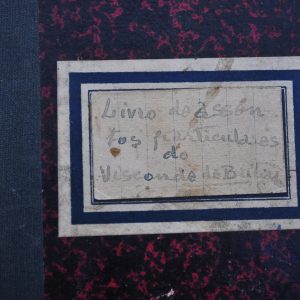 Livro de assen
tos particulares
do
Visconde de